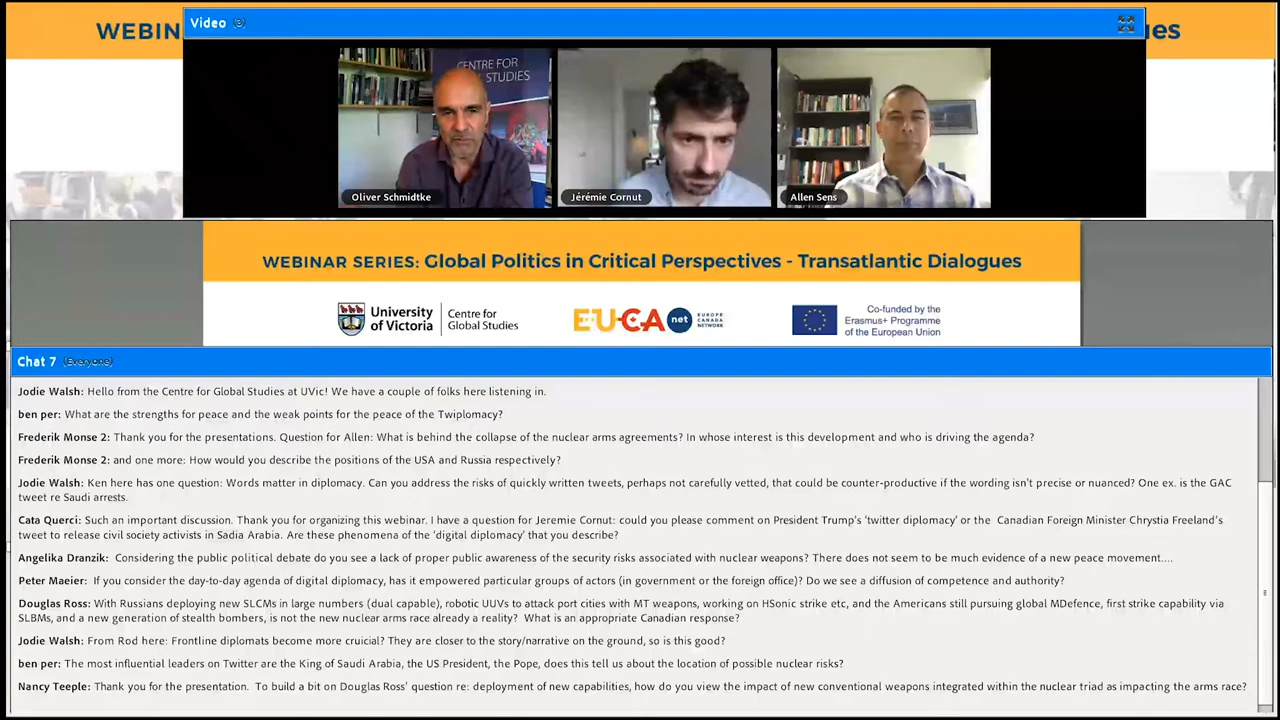 WEBIN
ues
Video (3)
CENTRE FOR
STUDIES
Oliver Schmidtke
Jérémie Cornut
Allen Sens
WEBINAR SERIES: Global Politics in Critical Perspectives - Transatlantic Dialogues
University of Victoria
Centre for Global Studies
EUCA net
EUROPE CANADA NETWORK
Co-funded by the
Erasmus+ Programme
of the European Union
Chat 7 (Everyone)
Jodie Walsh: Hello from the Centre for Global Studies at UVic! We have a couple of folks here listening in.
ben per: What are the strengths for peace and the weak points for the peace of the Twiplomacy?
Frederik Monse 2: Thank you for the presentations. Question for Allen: What is behind the collapse of the nuclear arms agreements? In whose interest is this development and who is driving the agenda?
Frederik Monse 2: and one more: How would you describe the positions of the USA and Russia respectively?
Jodie Walsh: Ken here has one question: Words matter in diplomacy. Can you address the risks of quickly written tweets, perhaps not carefully vetted, that could be counter-productive if the wording isn't precise or nuanced? One ex. is the GAC
tweet re Saudi arrests.
Cata Querci: Such an important discussion. Thank you for organizing this webinar. I have a question for Jeremie Cornut: could you please comment on President Trump's 'twitter diplomacy' or the Canadian Foreign Minister Chrystia Freeland's
tweet to release civil society activists in Sadia Arabia. Are these phenomena of the 'digital diplomacy' that you describe?
Angelika Dranzik: Considering the public political debate do you see a lack of proper public awareness of the security risks associated with nuclear weapons? There does not seem to be much evidence of a new peace movement....
Peter Maeier: If you consider the day-to-day agenda of digital diplomacy, has it empowered particular groups of actors (in government or the foreign office)? Do we see a diffusion of competence and authority?
Douglas Ross: With Russians deploying new SLCMs in large numbers (dual capable), robotic UUVs to attack port cities with MT weapons, working on HSonic strike etc, and the Americans still pursuing global MDefence, first strike capability via
SLBMs, and a new generation of stealth bombers, is not the new nuclear arms race already a reality? What is an appropriate Canadian response?
Jodie Walsh: From Rod here: Frontline diplomats become more cruicial? They are closer to the story/narrative on the ground, so is this good?
ben per: The most influential leaders on Twitter are the King of Saudi Arabia, the US President, the Pope, does this tell us about the location of possible nuclear risks?
Nancy Teeple: Thank you for the presentation. To build a bit on Douglas Ross' question re: deployment of new capabilities, how do you view the impact of new conventional weapons integrated within the nuclear triad as impacting the arms race?